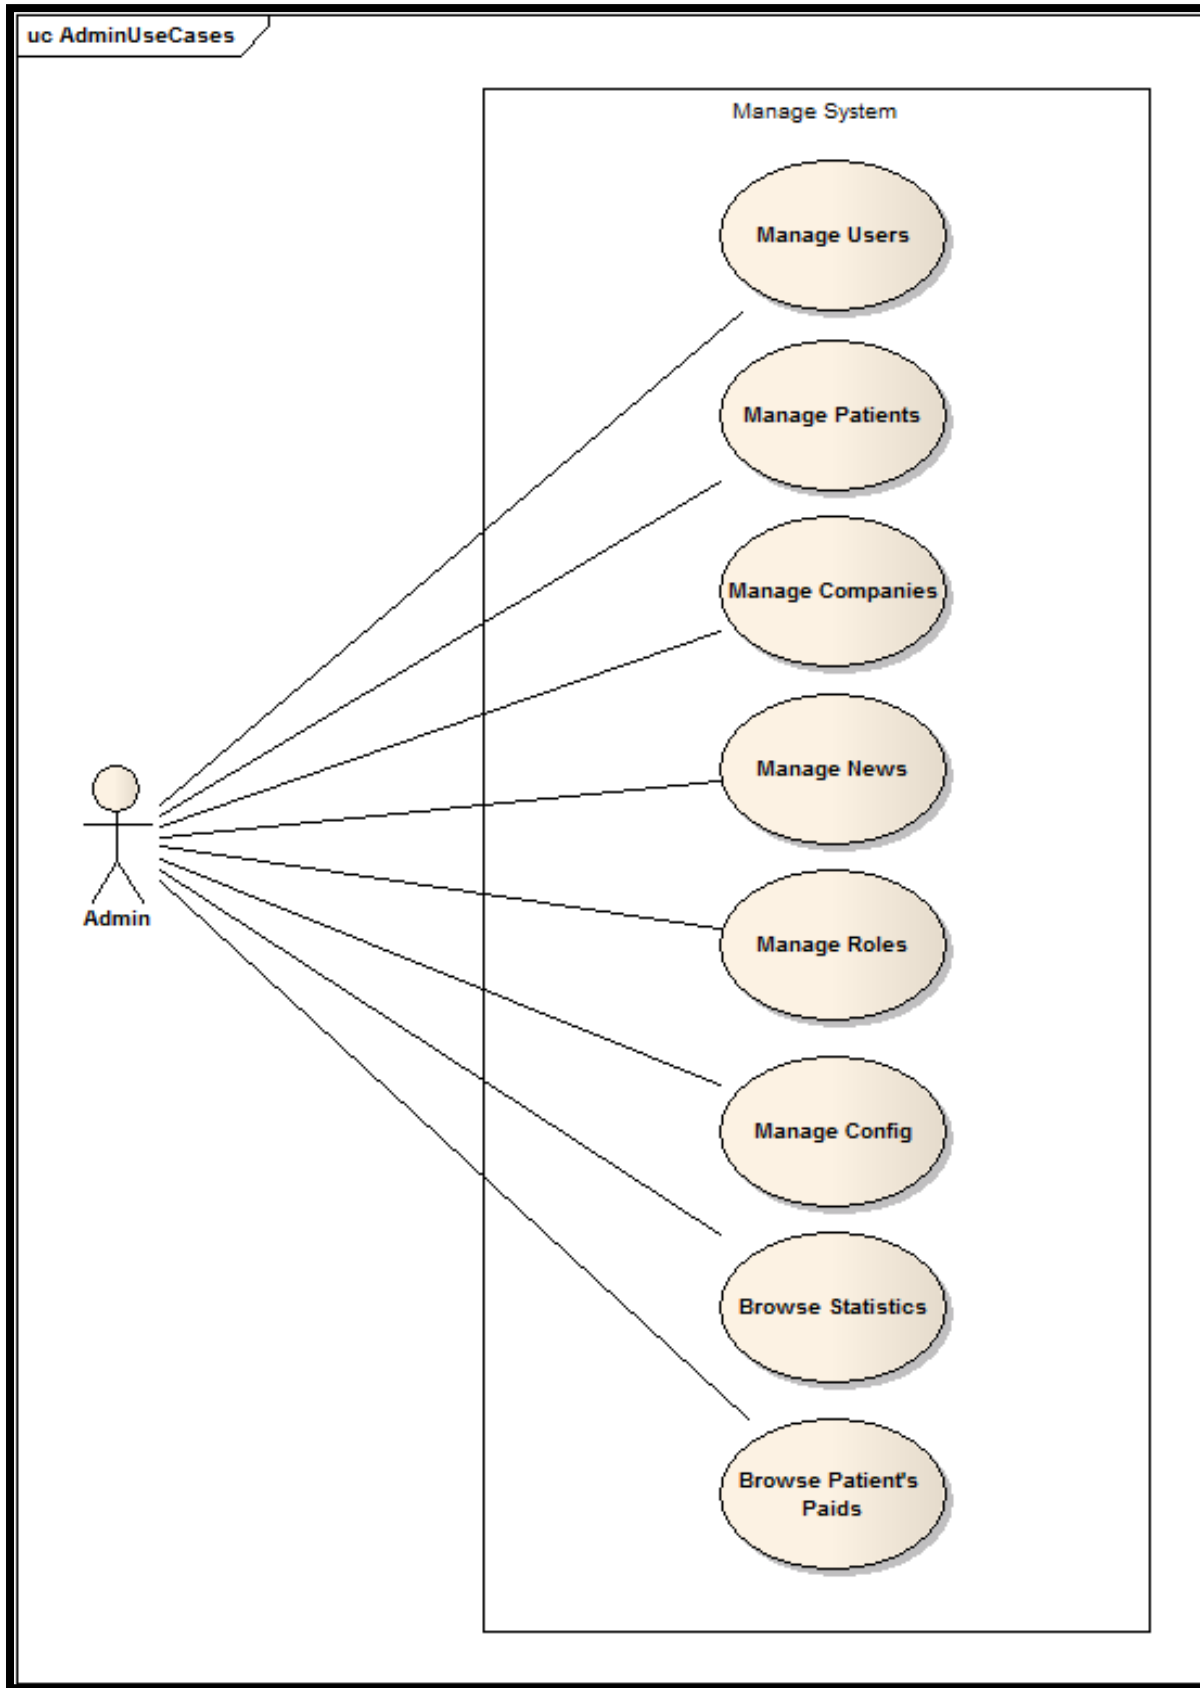 uc AdminUseCases
Manage System
Manage Users
Manage Patients
Manage Companies
Manage News
Manage Roles
Manage Config
Browse Statistics
Browse Patient's
Paids
Admin